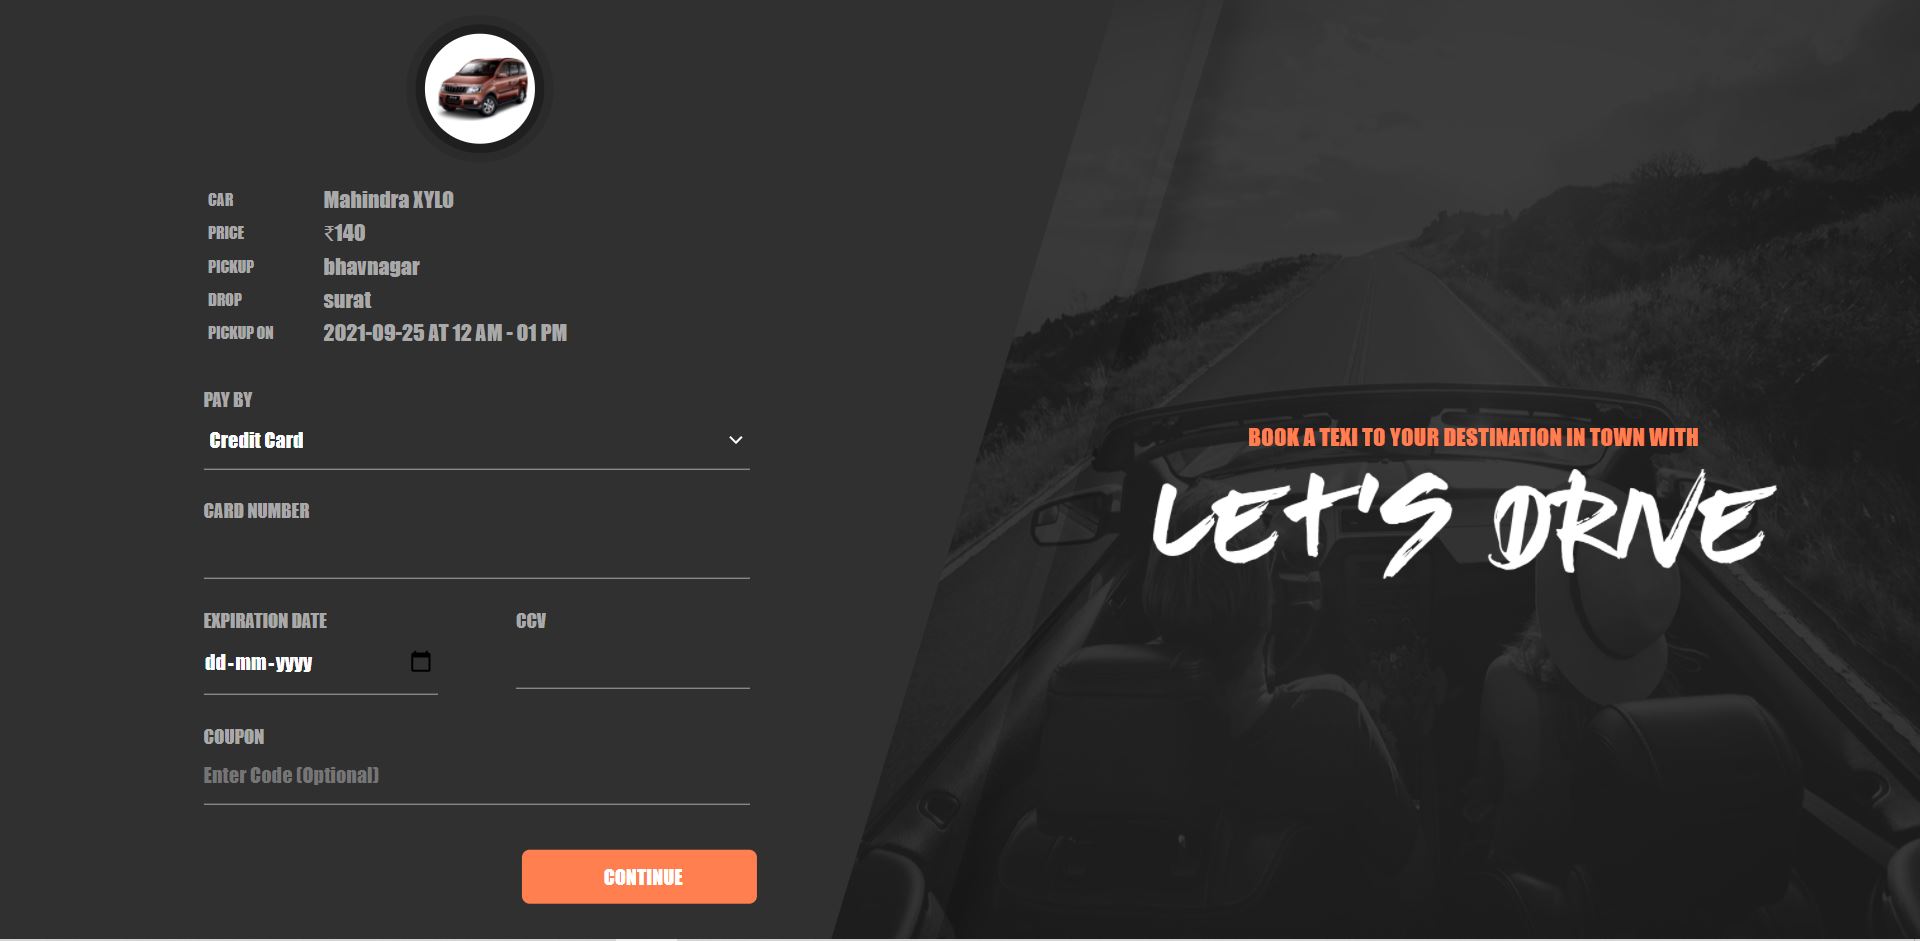 CAR Mahindra XYLO
PRICE ₹140
PICKUP bhavnagar
DROP surat
PICKUP ON 2021-09-25 AT 12 AM - 01 PM
PAY BY
Credit Card
CARD NUMBER
EXPIRATION DATE CCV
dd-mm-yyyy
COUPON
Enter Code (Optional)
CONTINUE
BOOK A TEXI TO YOUR DESTINATION IN TOWN WITH
LET'S DRIVE